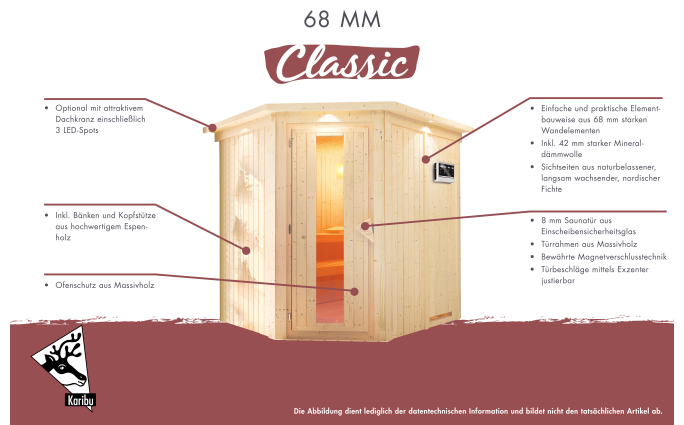 68 MM
Classic
• Optional mit attraktivem
Dachkranz einschließlich
3 LED-Spots
• Inkl. Bänken und Kopfstütze
aus hochwertigem Espen-
holz
• Ofenschutz aus Massivholz
• Einfache und praktische Element-
bauweise aus 68 mm starken
Wandelementen
• Inkl. 42 mm starker Mineral-
dämmwolle
• Sichtseiten aus naturbelassener,
langsam wachsender, nordischer
Fichte
• 8 mm Saunatür aus
Einscheibensicherheitsglas
• Türrahmen aus Massivholz
• Bewährte Magnetverschlusstechnik
• Türbeschläge mittels Exzenter
justierbar
Karibu
Die Abbildung dient lediglich der datentechnischen Information und bildet nicht den tatsächlichen Artikel ab.